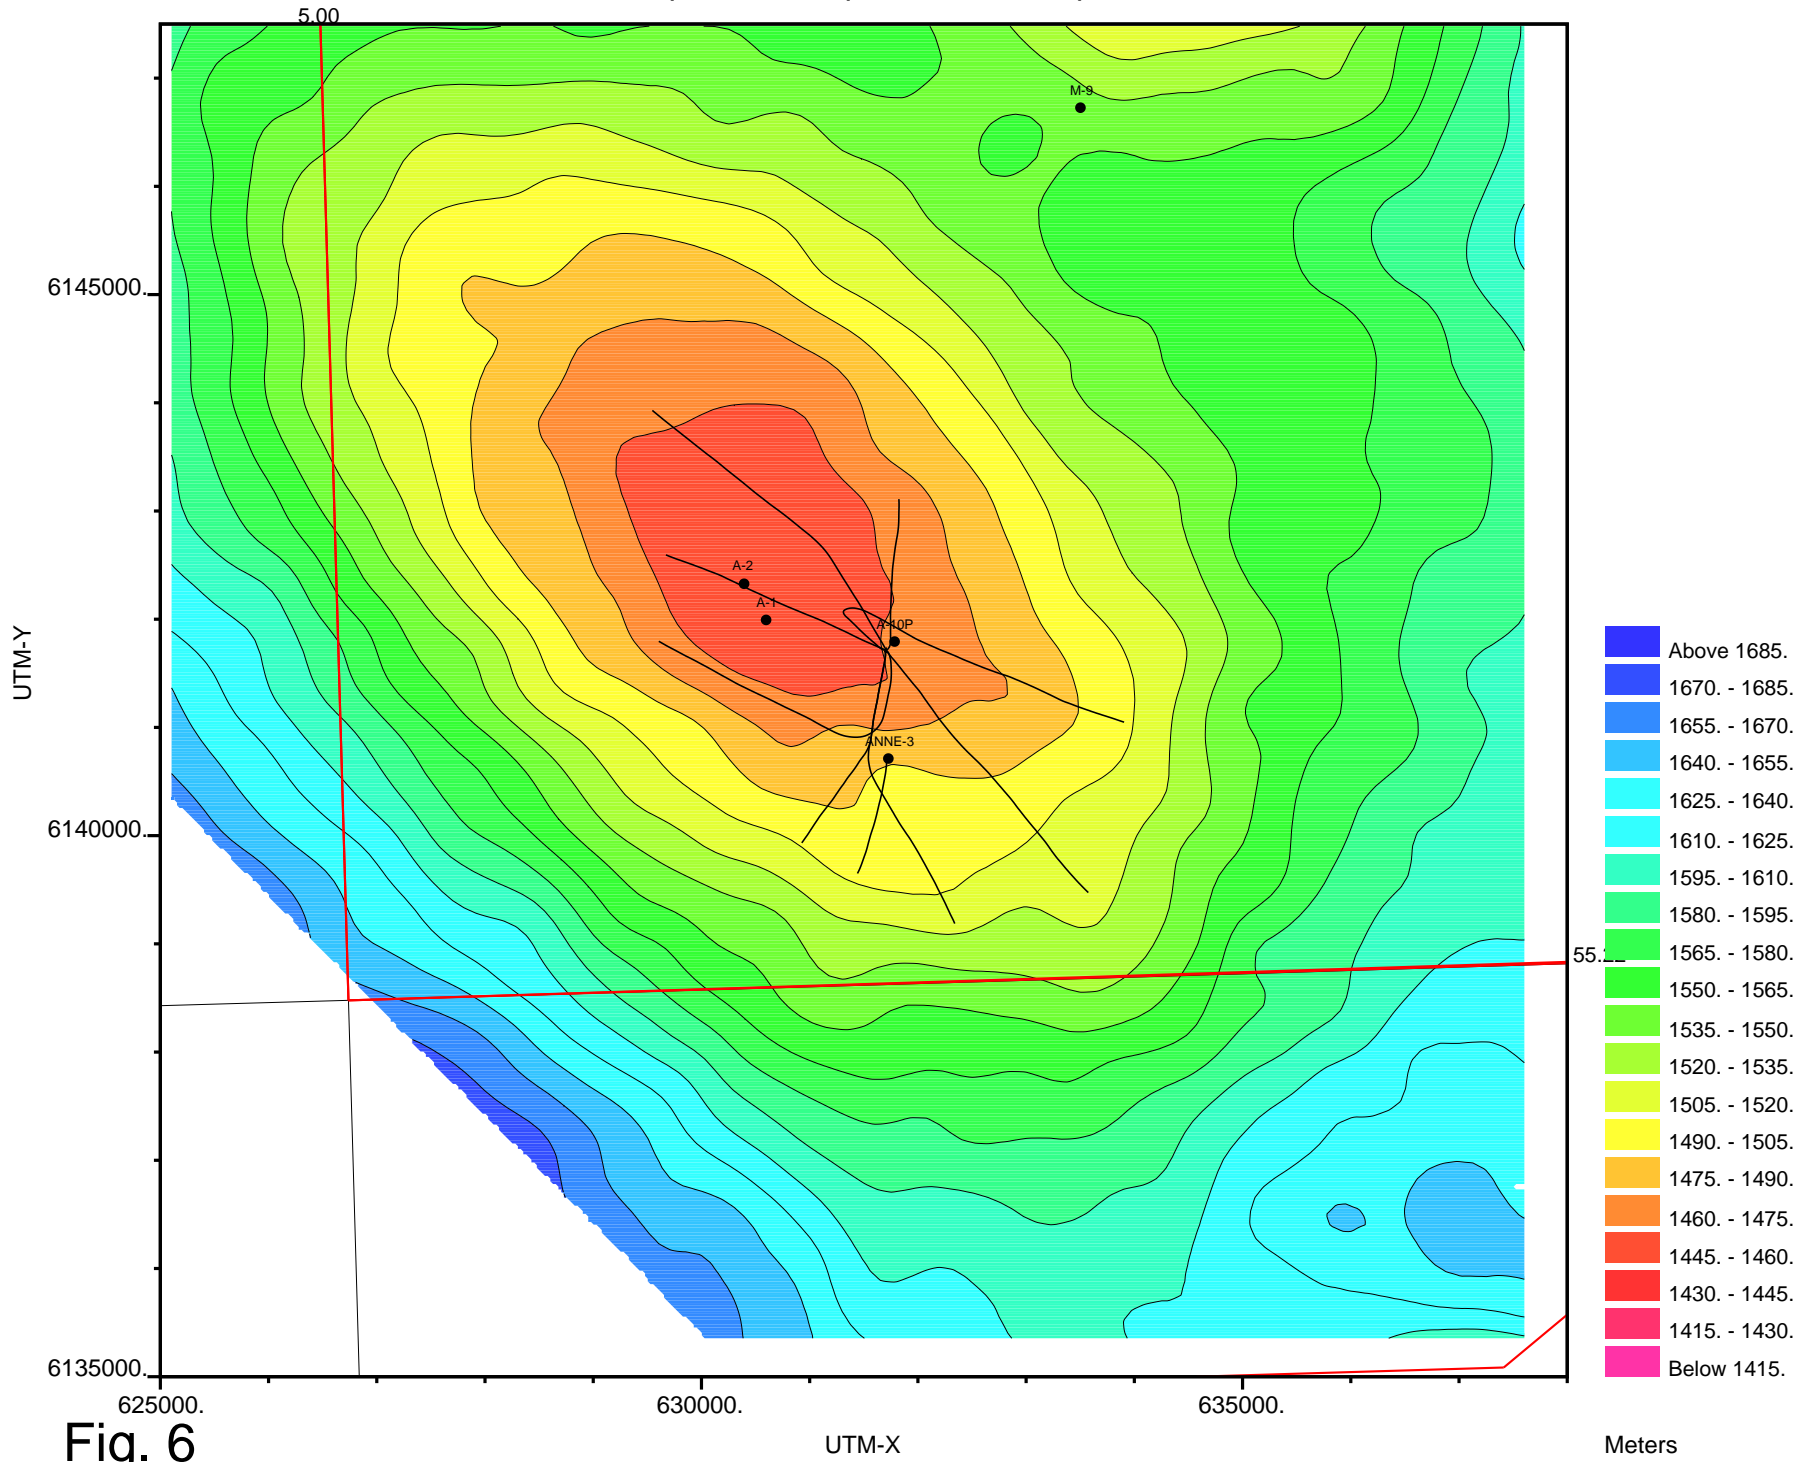 5.00
M-9
6145000.
A-2
A-1
A-10P
UTM-Y
ANNE-3
6140000.
6135000.
625000.
630000.
635000.
UTM-X
Fig. 6
Above 1685.
1670. - 1685.
1655. - 1670.
1640. - 1655.
1625. - 1640.
1610. - 1625.
1595. - 1610.
1580. - 1595.
1565. - 1580.
1550. - 1565.
1535. - 1550.
1520. - 1535.
1505. - 1520.
1490. - 1505.
1475. - 1490.
1460. - 1475.
1445. - 1460.
1430. - 1445.
1415. - 1430.
Below 1415.
Meters